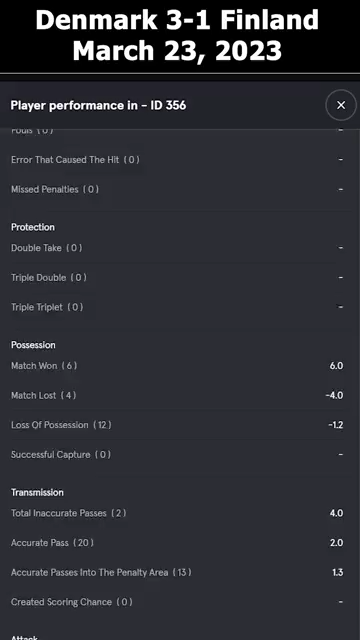 Denmark 3-1 Finland
March 23, 2023
Player performance in - ID 356 ×
Fouls ( 0 ) -
Error That Caused The Hit ( 0 ) -
Missed Penalties ( 0 ) -
Protection
Double Take ( 0 ) -
Triple Double ( 0 ) -
Triple Triplet ( 0 ) -
Possession
Match Won ( 6 ) 6.0
Match Lost ( 4 ) -4.0
Loss Of Possession ( 12 ) -1.2
Successful Capture ( 0 ) -
Transmission
Total Inaccurate Passes ( 2 ) 4.0
Accurate Pass ( 20 ) 2.0
Accurate Passes Into The Penalty Area ( 13 ) 1.3
Created Scoring Chance ( 0 ) -
Attack